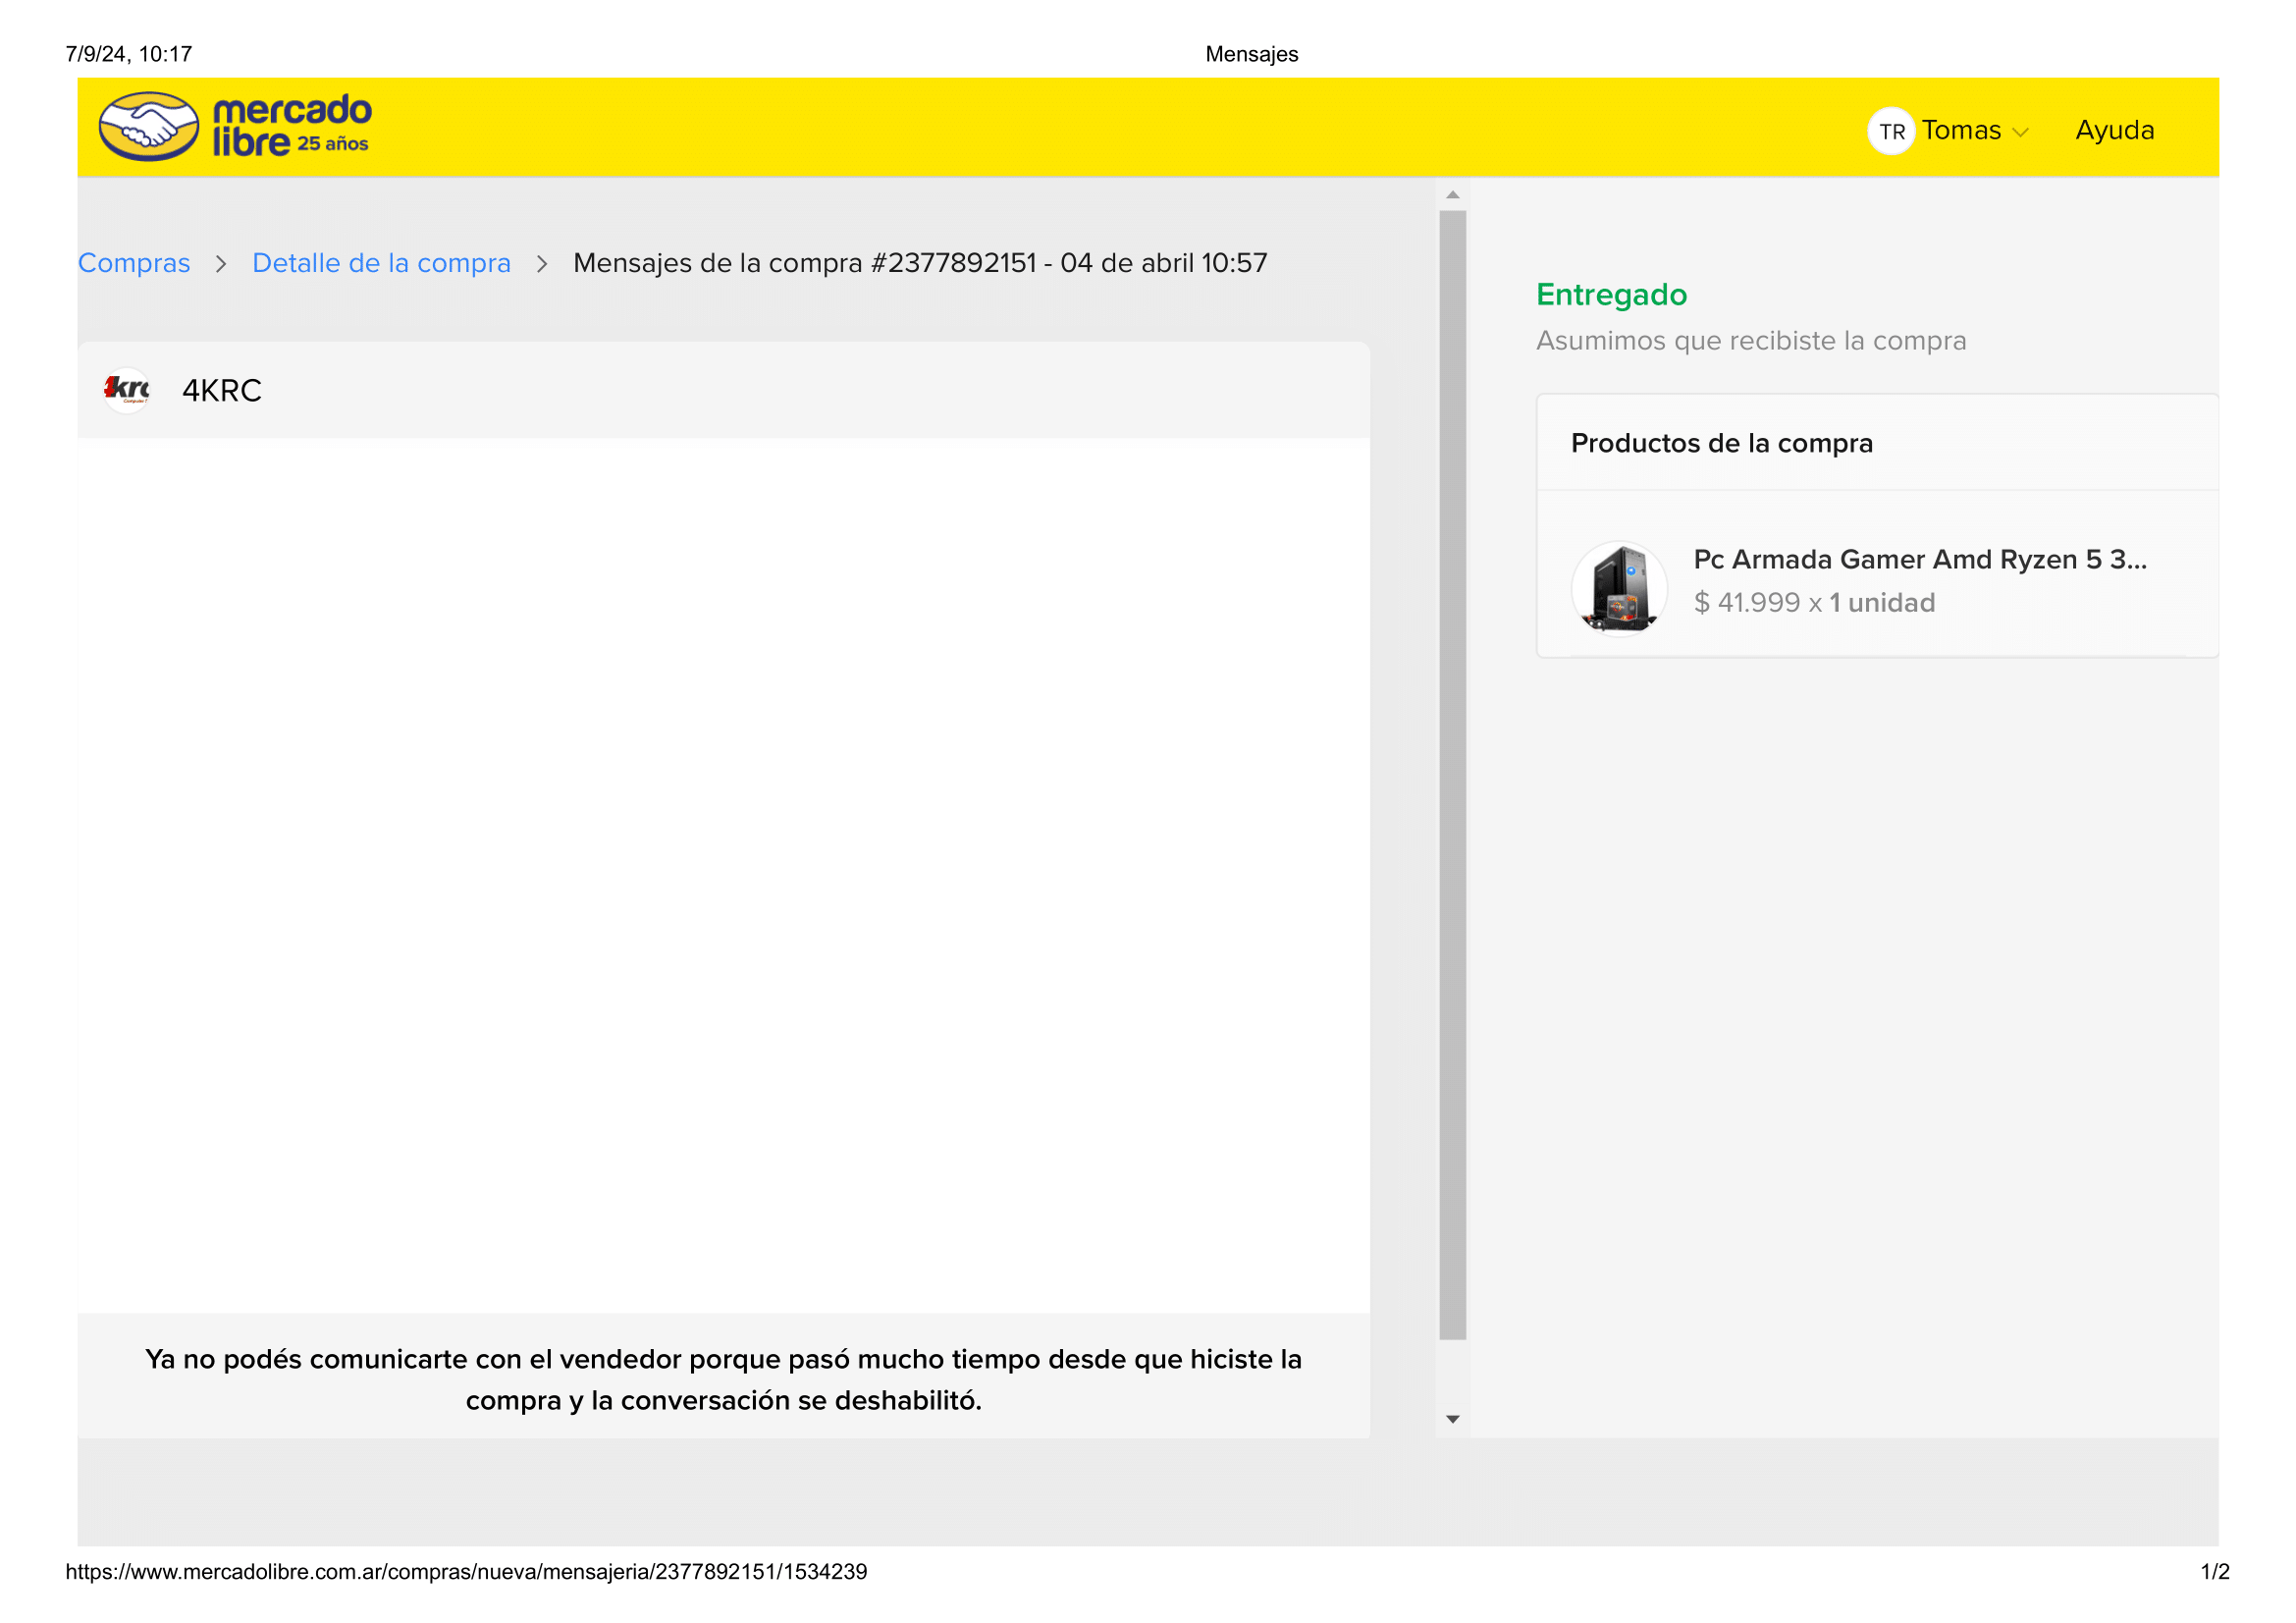 7/9/24, 10:17
Mensajes
mercado
libre 25 años
TR Tomas
Ayuda
Compras > Detalle de la compra > Mensajes de la compra #2377892151 - 04 de abril 10:57
4KRC
Entregado
Asumimos que recibiste la compra
Productos de la compra
Pc Armada Gamer Amd Ryzen 5 3...
$ 41.999 x 1 unidad
Ya no podés comunicarte con el vendedor porque pasó mucho tiempo desde que hiciste la
compra y la conversación se deshabilitó.
https://www.mercadolibre.com.ar/compras/nueva/mensajeria/2377892151/1534239
1/2